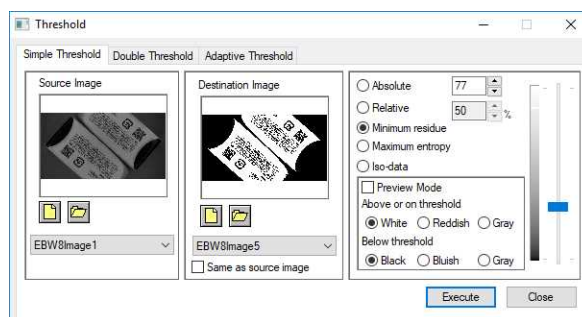 Threshold
Simple Threshold Double Threshold Adaptive Threshold
Source Image
EBW8Image1
Destination Image
EBW8Image5
Same as source image
Absolute 77
Relative 50 %
Minimum residue
Maximum entropy
Iso-data
Preview Mode
Above or on threshold
White Reddish Gray
Below threshold
Black Bluish Gray
Execute Close